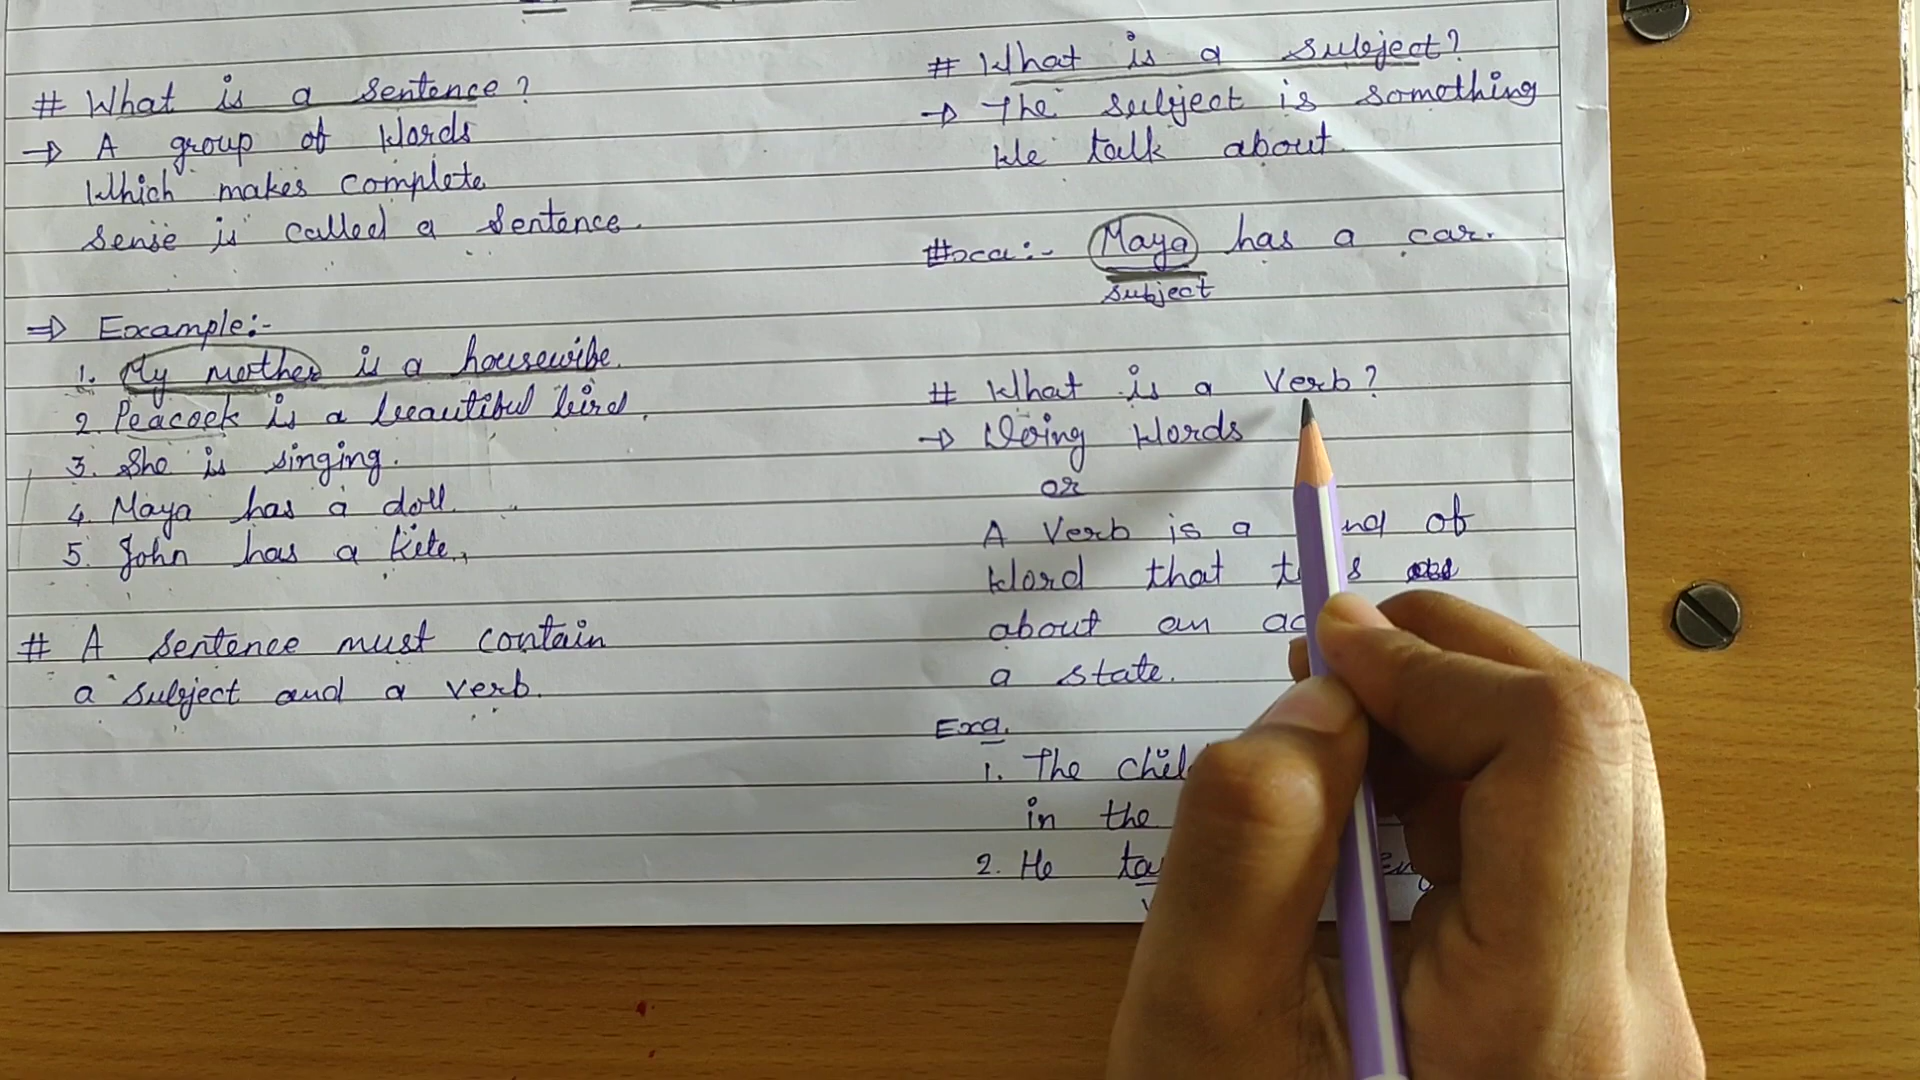 # What is a sentence?
→ A group of Words
Which makes complete
sense is called a sentence.
⇒ Example:-
1. My mother is a housewife.
2. Peacock is a beautiful bird.
3. She is singing.
4. Maya has a doll.
5. John has a kite.
# A sentence must contain
a subject and a verb.
# What is a subject?
→ The subject is something
We talk about.
#exa:- Maya has a car.
subject
# What is a Verb?
→ Doing Words
or
A Verb is a of
Word that
about an
a state.
Exa.
1. The
in the
2. He